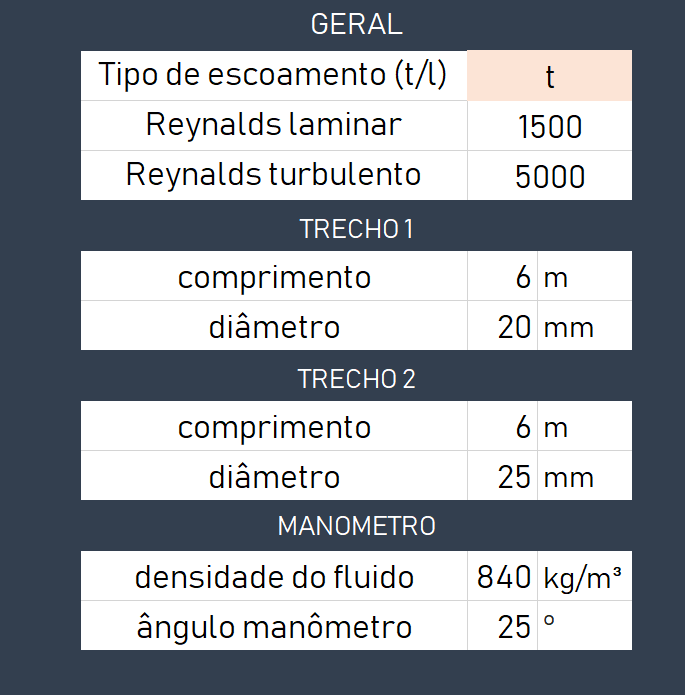 GERAL
Tipo de escoamento (t/l) t
Reynalds laminar 1500
Reynalds turbulento 5000
TRECHO 1
comprimento 6 m
diâmetro 20 mm
TRECHO 2
comprimento 6 m
diâmetro 25 mm
MANOMETRO
densidade do fluido 840 kg/m³
ângulo manômetro 25 °